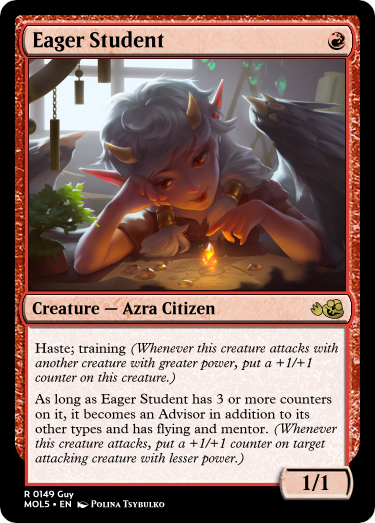 Eager Student
Creature — Azra Citizen
Haste; training (Whenever this creature attacks with
another creature with greater power, put a +1/+1
counter on this creature.)
As long as Eager Student has 3 or more counters
on it, it becomes an Advisor in addition to its
other types and has flying and mentor. (Whenever
this creature attacks, put a +1/+1 counter on target
attacking creature with lesser power.)
1/1
R 0149 Guy
MOL5 • EN Polina Tsybulko